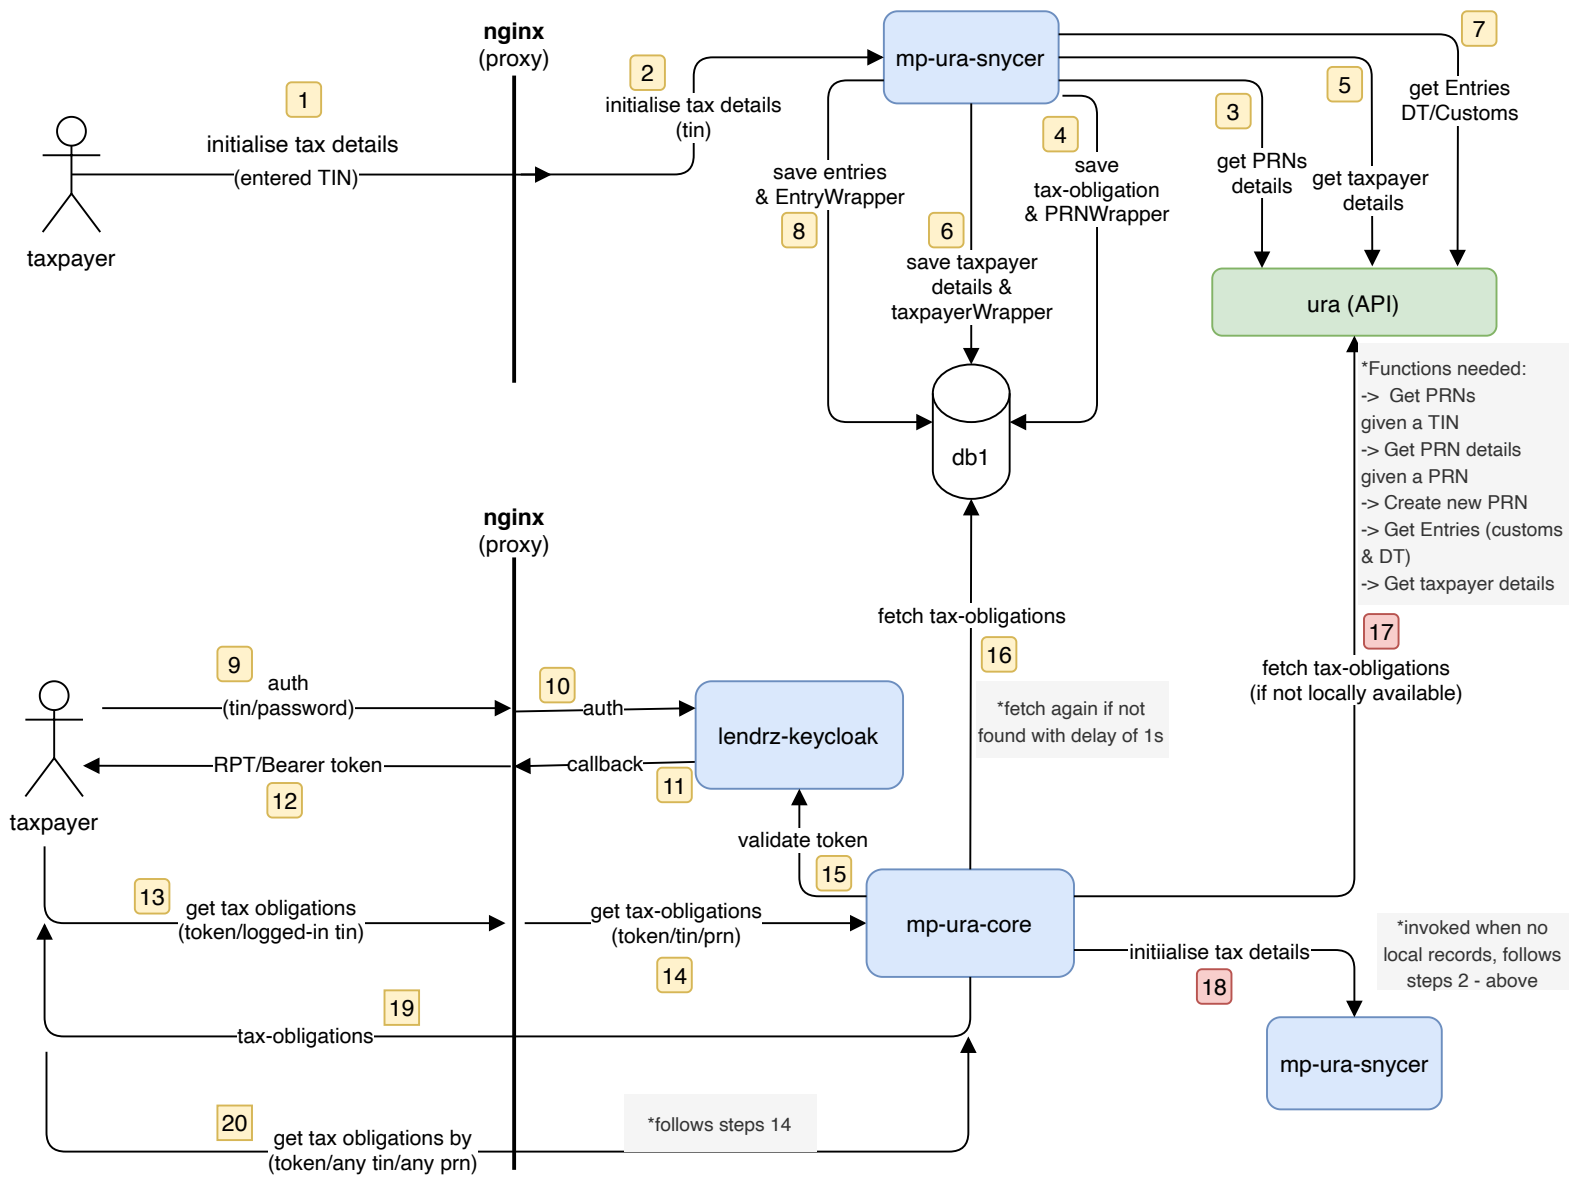 nginx
(proxy)
1
initialise tax details
(entered TIN)
taxpayer
2
initialise tax details
(tin)
mp-ura-snycer
7
get Entries
DT/Customs
5
get taxpayer
details
3
get PRNs
details
4
save
tax-obligation
& PRNWrapper
save entries
& EntryWrapper
8
6
save taxpayer
details &
taxpayerWrapper
ura (API)
db1
*Functions needed:
-> Get PRNs
given a TIN
-> Get PRN details
given a PRN
-> Create new PRN
-> Get Entries (customs
& DT)
-> Get taxpayer details
nginx
(proxy)
9
auth
(tin/password)
10
auth
lendrz-keycloak
callback
11
RPT/Bearer token
12
taxpayer
fetch tax-obligations
16
*fetch again if not
found with delay of 1s
17
fetch tax-obligations
(if not locally available)
validate token
15
13
get tax obligations
(token/logged-in tin)
get tax-obligations
(token/tin/prn)
14
mp-ura-core
initiialise tax details
18
*invoked when no
local records, follows
steps 2 - above
mp-ura-snycer
19
tax-obligations
20
get tax obligations by
(token/any tin/any prn)
*follows steps 14